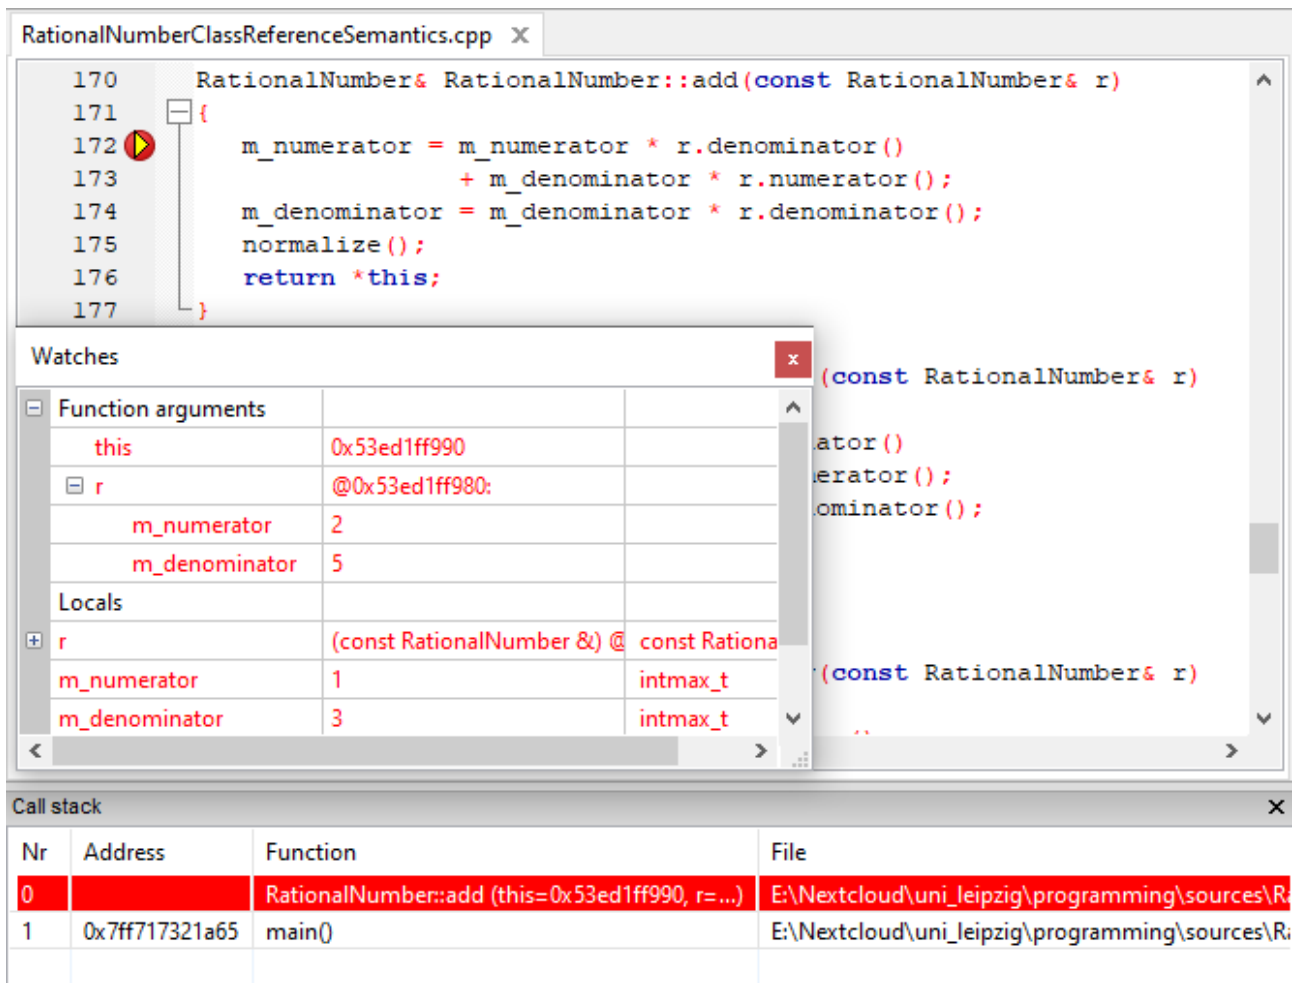 RationalNumberClassReferenceSemantics.cpp
170 RationalNumber& RationalNumber::add(const RationalNumber& r)
171 {
172 m_numerator = m_numerator * r.denominator()
173 + m_denominator * r.numerator();
174 m_denominator = m_denominator * r.denominator();
175 normalize();
176 return *this;
177 }
Watches x
(const RationalNumber& r)
Function arguments
this 0x53ed1ff990
ator()
r @0x53ed1ff980:
erator();
ominator();
m_numerator 2
m_denominator 5
Locals
r (const RationalNumber &) @ const Rationa
m_numerator 1 intmax_t
(const RationalNumber& r)
m_denominator 3 intmax_t
Call stack
Nr Address Function File
0 RationalNumber::add (this=0x53ed1ff990, r=...) E:\Nextcloud\uni_leipzig\programming\sources\Ra
1 0x7ff717321a65 main() E:\Nextcloud\uni_leipzig\programming\sources\Ra